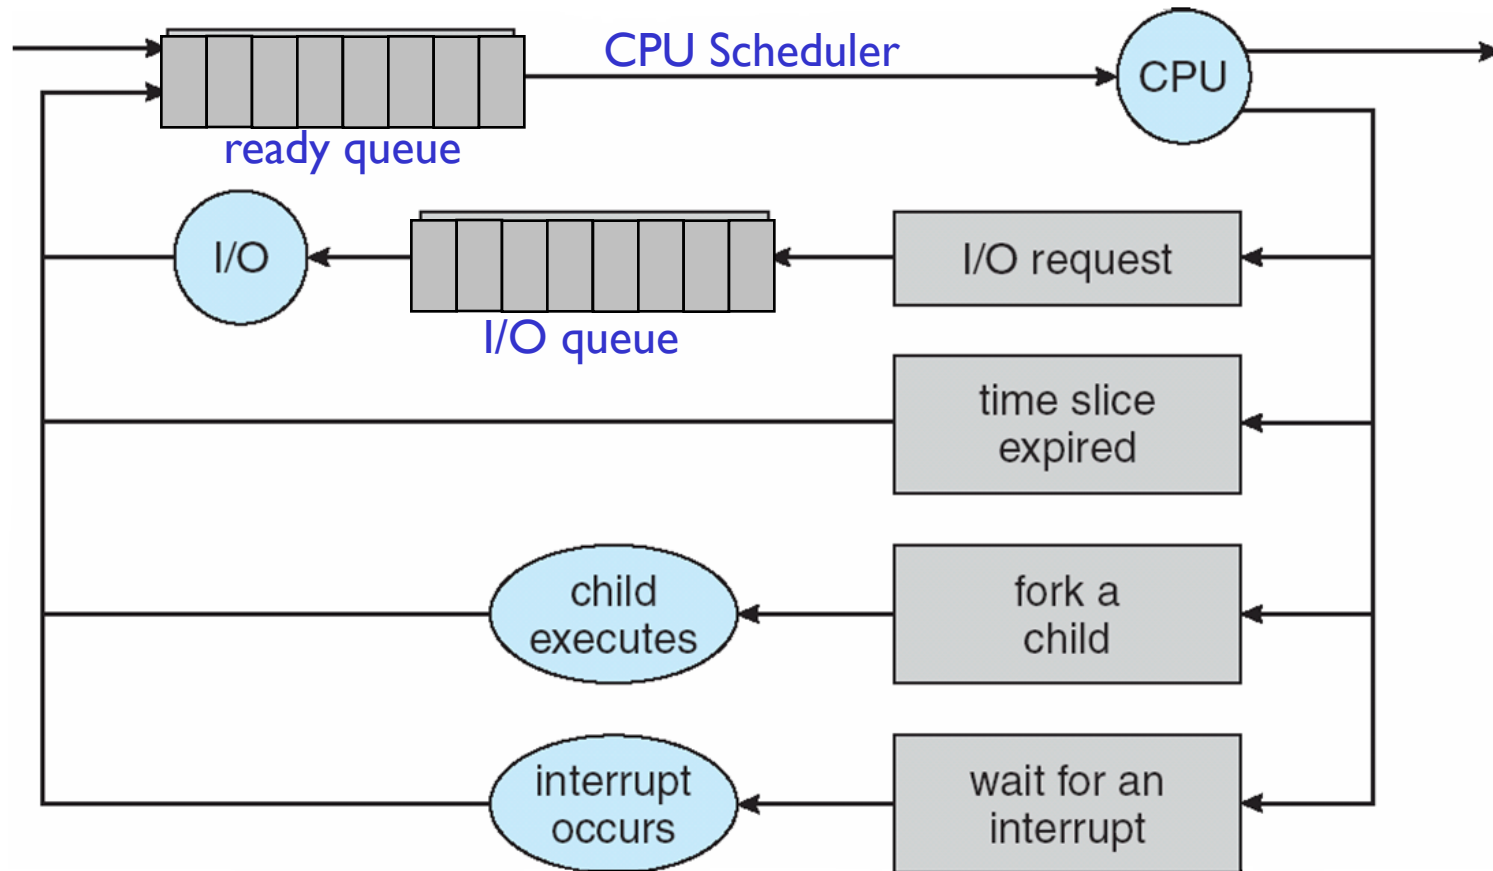 CPU Scheduler
CPU
ready queue
I/O
I/O request
I/O queue
time slice
expired
child
executes
fork a
child
interrupt
occurs
wait for an
interrupt